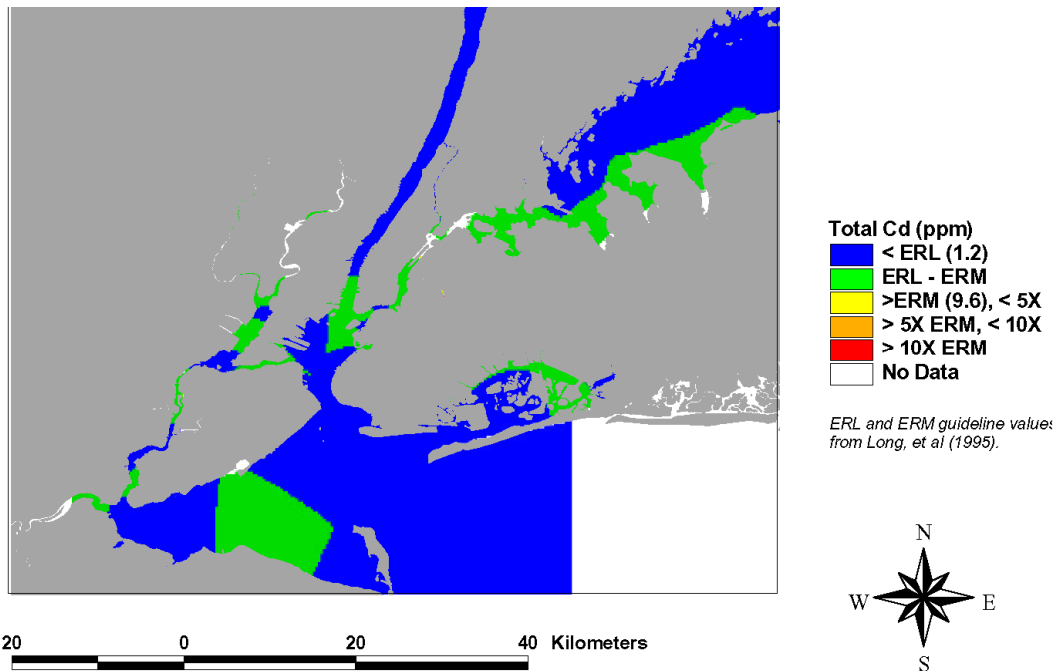 Total Cd (ppm)
< ERL (1.2)
ERL - ERM
>ERM (9.6), < 5X
> 5X ERM, < 10X
> 10X ERM
No Data
ERL and ERM guideline values
from Long, et al (1995).
N
W E
S
20 0 20 40 Kilometers